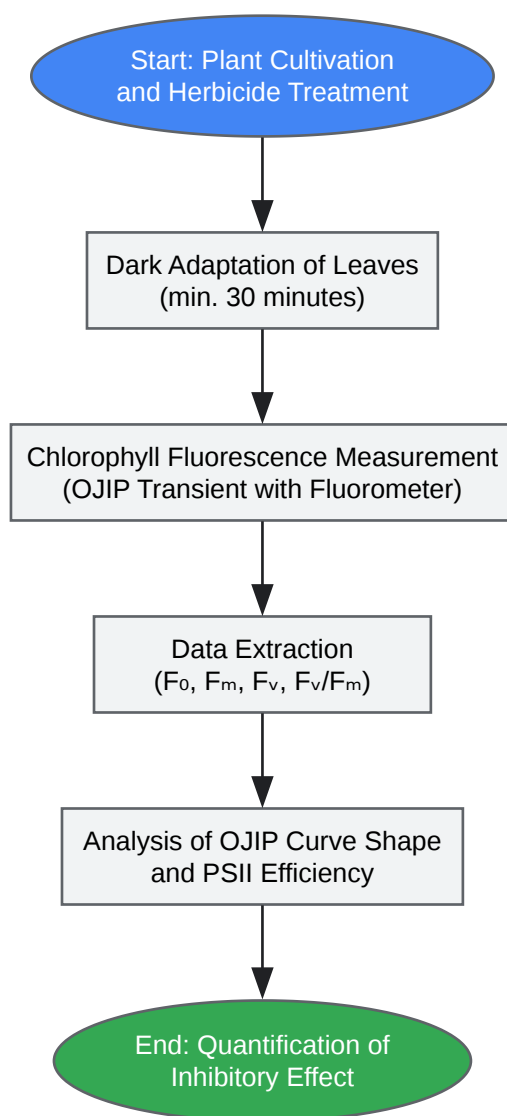 Start: Plant Cultivation
and Herbicide Treatment
Dark Adaptation of Leaves
(min. 30 minutes)
Chlorophyll Fluorescence Measurement
(OJIP Transient with Fluorometer)
Data Extraction
(F₀, Fₘ, Fᵥ, Fᵥ/Fₘ)
Analysis of OJIP Curve Shape
and PSII Efficiency
End: Quantification of
Inhibitory Effect